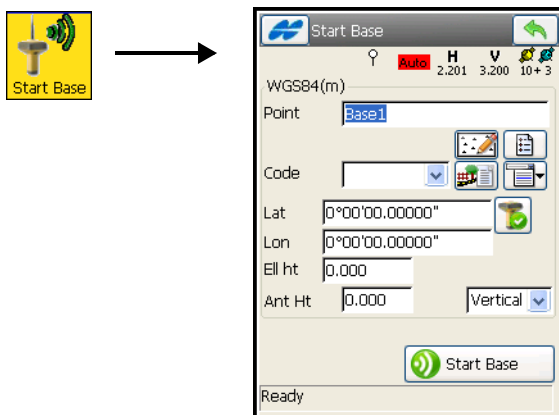 Start Base
Start Base
Auto H V
2.201 3.200 10+3
WGS84(m)
Point Base1
Code
Lat 0°00'00.00000"
Lon 0°00'00.00000"
Ell ht 0.000
Ant Ht 0.000 Vertical
Start Base
Ready